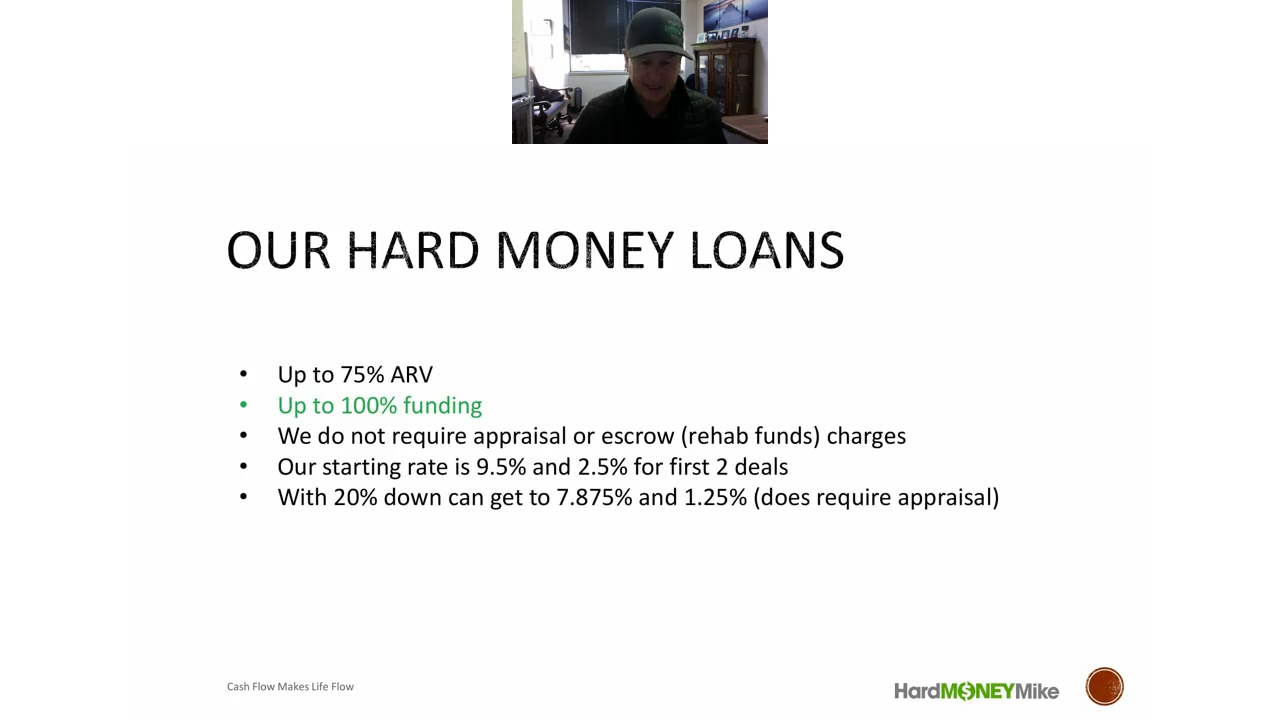 OUR HARD MONEY LOANS
• Up to 75% ARV
• Up to 100% funding
• We do not require appraisal or escrow (rehab funds) charges
• Our starting rate is 9.5% and 2.5% for first 2 deals
• With 20% down can get to 7.875% and 1.25% (does require appraisal)
Cash Flow Makes Life Flow
HardMONEYMike